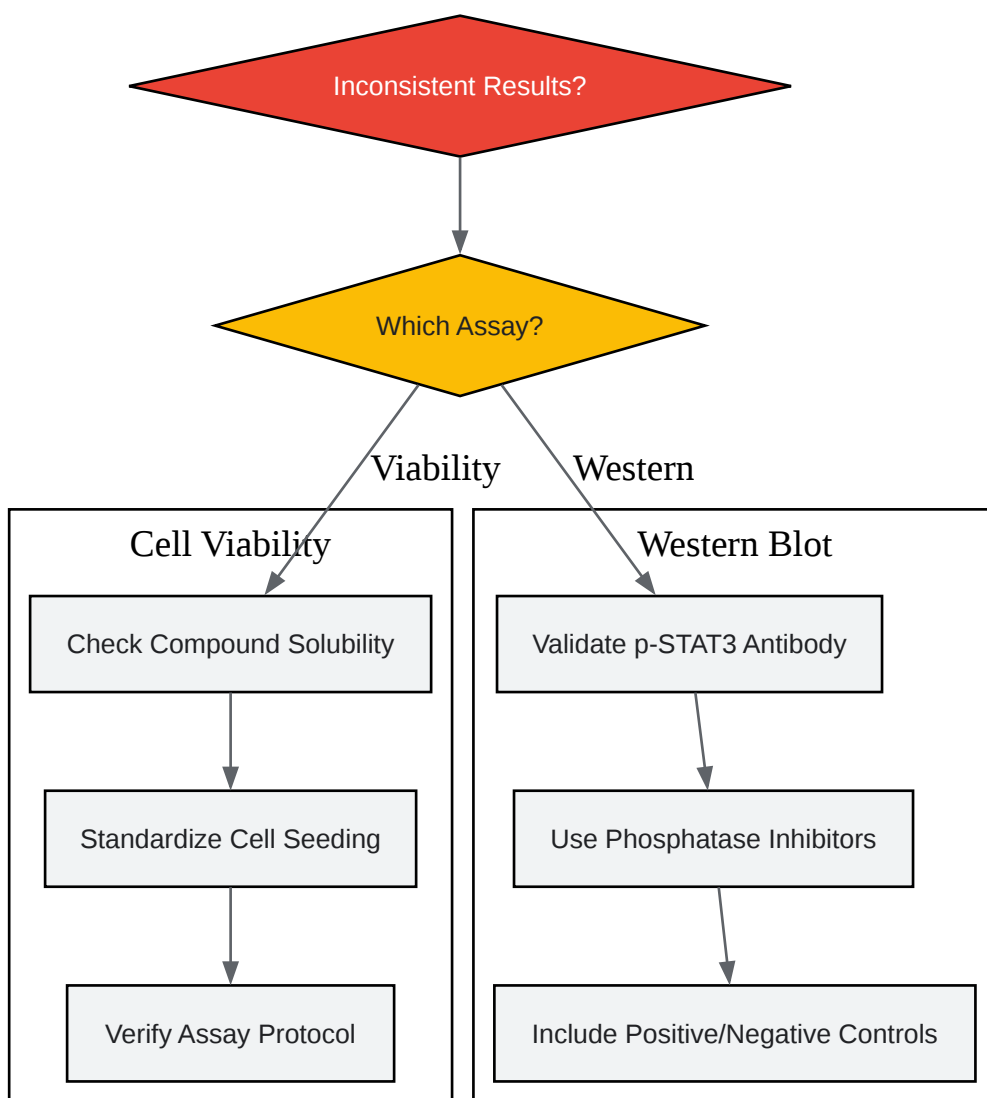 Inconsistent Results?
Which Assay?
Viability
Western
Cell Viability
Check Compound Solubility
Standardize Cell Seeding
Verify Assay Protocol
Western Blot
Validate p-STAT3 Antibody
Use Phosphatase Inhibitors
Include Positive/Negative Controls